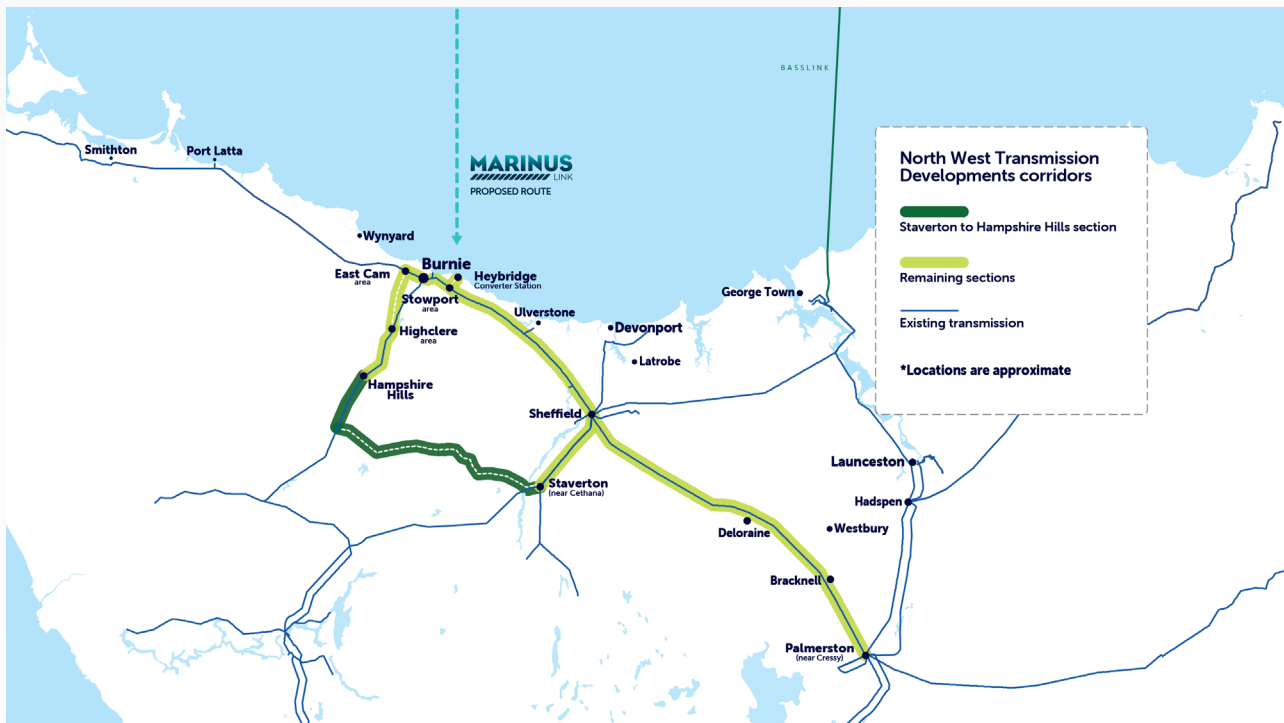 BASSLINK
Smithton
Port Latta
MARINUS
LINK
PROPOSED ROUTE
North West Transmission
Developments corridors
Staverton to Hampshire Hills section
Remaining sections
Existing transmission
*Locations are approximate
Wynyard
Burnie
East Cam
area
Heybridge
Converter Station
Stowport
area
George Town
Ulverstone
Devonport
Highclere
area
Latrobe
Hampshire
Hills
Sheffield
Launceston
Staverton
(near Cethana)
Hadspen
Deloraine
Westbury
Bracknell
Palmerston
(near Cressy)